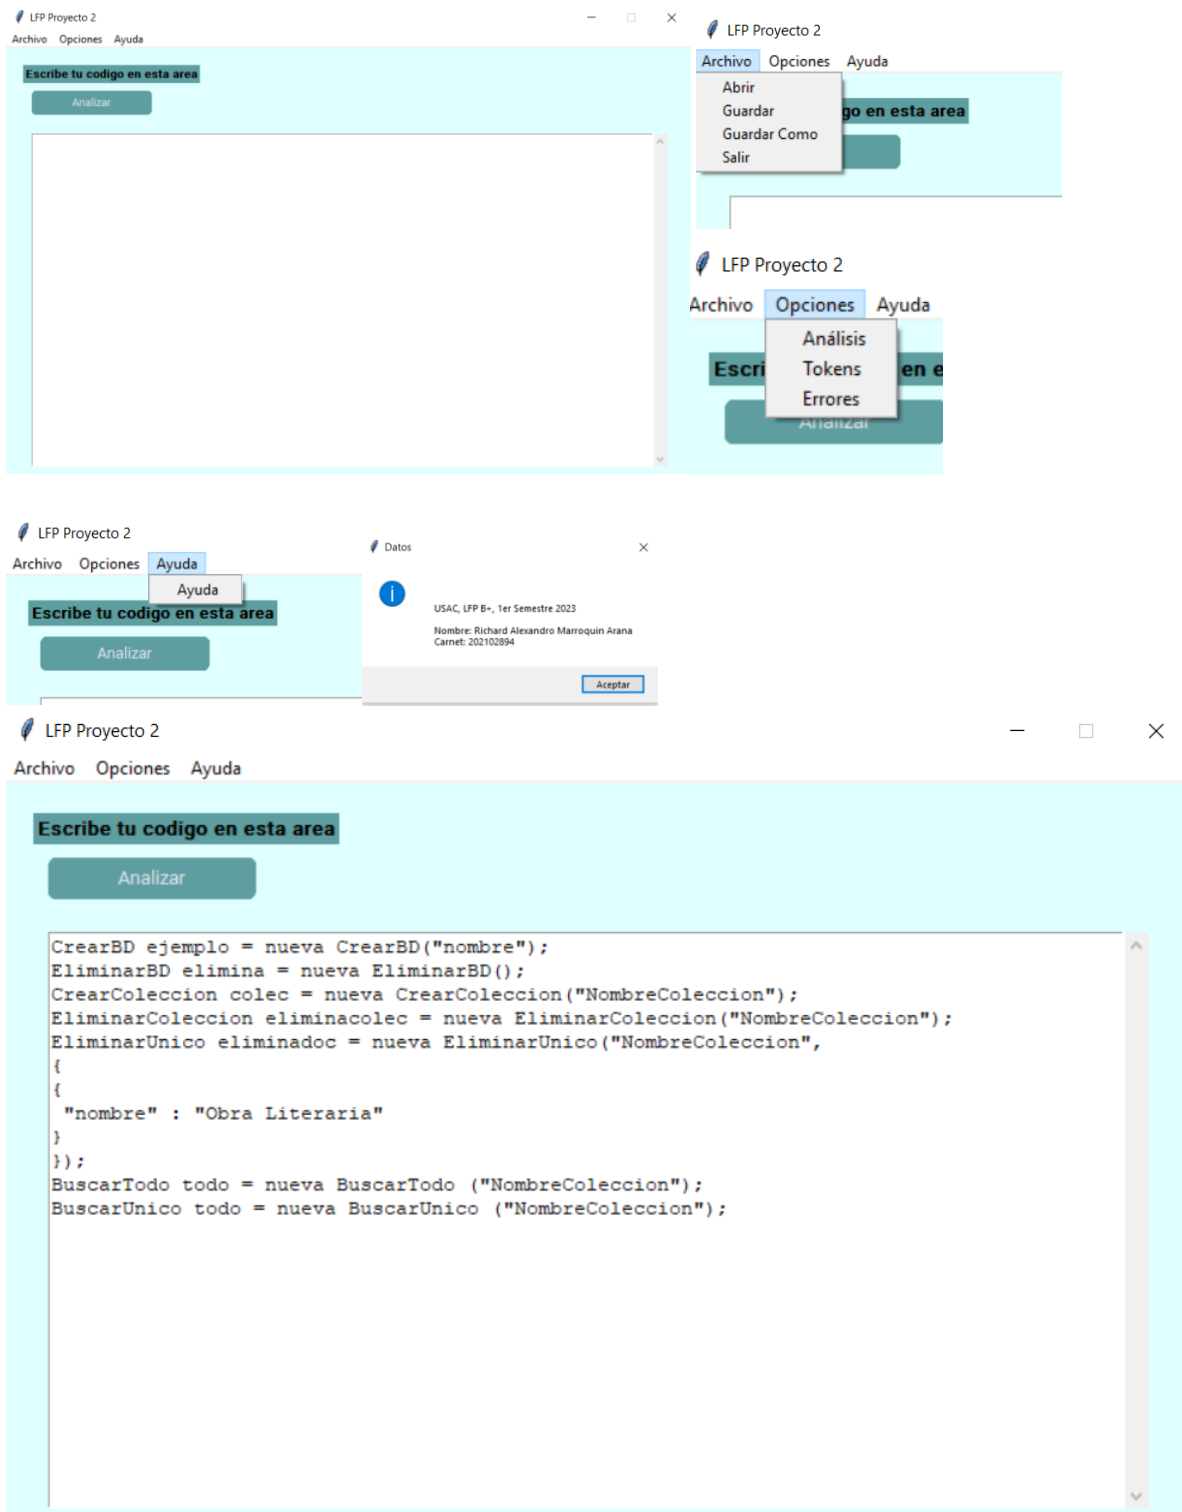 LFP Proyecto 2
Archivo Opciones Ayuda
Escribe tu codigo en esta area
Analizar
LFP Proyecto 2
Archivo Opciones Ayuda
Abrir
Guardar
Guardar Como
Salir
go en esta area
LFP Proyecto 2
Archivo Opciones Ayuda
Análisis
Tokens
Errores
Escri en e
Analizar
LFP Proyecto 2
Archivo Opciones Ayuda
Ayuda
Escribe tu codigo en esta area
Analizar
Datos
USAC, LFP B+, 1er Semestre 2023
Nombre: Richard Alexandro Marroquin Arana
Carnet: 202102894
Aceptar
LFP Proyecto 2
Archivo Opciones Ayuda
Escribe tu codigo en esta area
Analizar
CrearBD ejemplo = nueva CrearBD("nombre");
EliminarBD elimina = nueva EliminarBD();
CrearColeccion colec = nueva CrearColeccion("NombreColeccion");
EliminarColeccion eliminacolec = nueva EliminarColeccion("NombreColeccion");
EliminarUnico eliminadoc = nueva EliminarUnico("NombreColeccion",
{
{
"nombre" : "Obra Literaria"
}
});
BuscarTodo todo = nueva BuscarTodo ("NombreColeccion");
BuscarUnico todo = nueva BuscarUnico ("NombreColeccion");